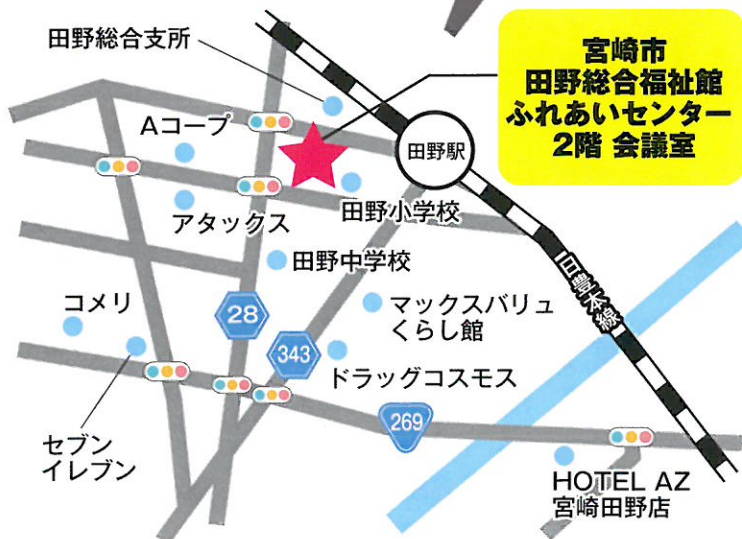 田野総合支所
宮崎市
田野総合福祉館
ふれあいセンター
2階 会議室
Aコープ
田野駅
アタックス
田野小学校
田野中学校
日豊本線
コメリ
28
マックスバリュ
くらし館
343
ドラッグコスモス
269
セブン
イレブン
HOTEL AZ
宮崎田野店